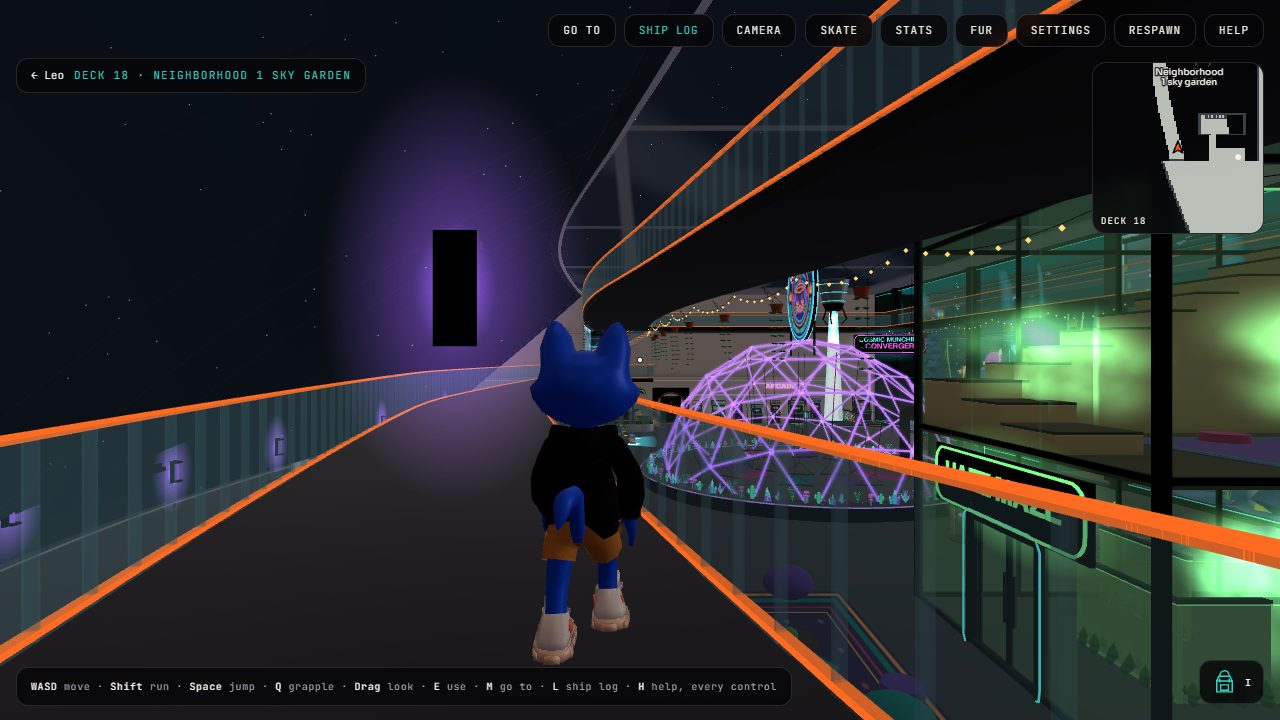 GO TO
SHIP LOG
CAMERA
SKATE
STATS
FUR
SETTINGS
RESPAWN
HELP
← Leo DECK 18 · NEIGHBORHOOD 1 SKY GARDEN
Neighborhood
1 sky garden
DECK 18
COSMIC MUNCHIE
CONVERGEN
WASD move · Shift run · Space jump · Q grapple · Drag look · E use · M go to · L ship log · H help, every control
I